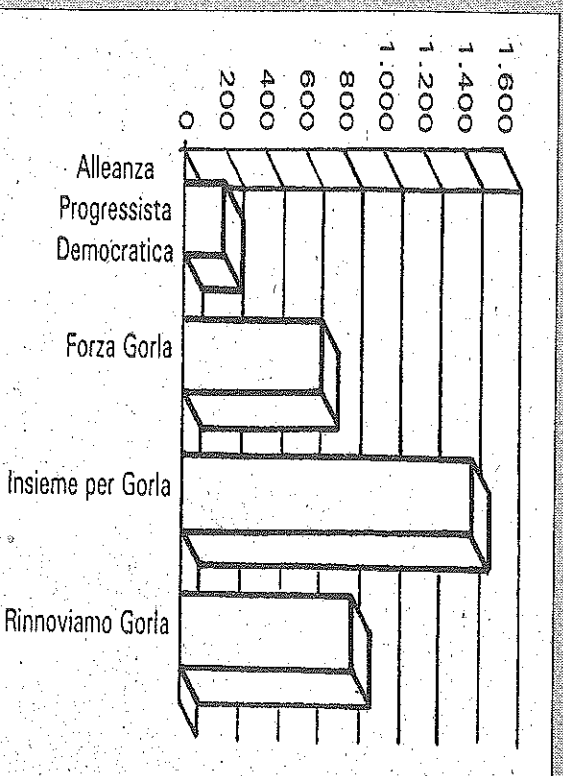 1.600
1.400
1.200
1.000
800
600
400
200
0
Alleanza
Progressista
Democratica
Forza Gorla
Insieme per Gorla
Rinnoviamo Gorla